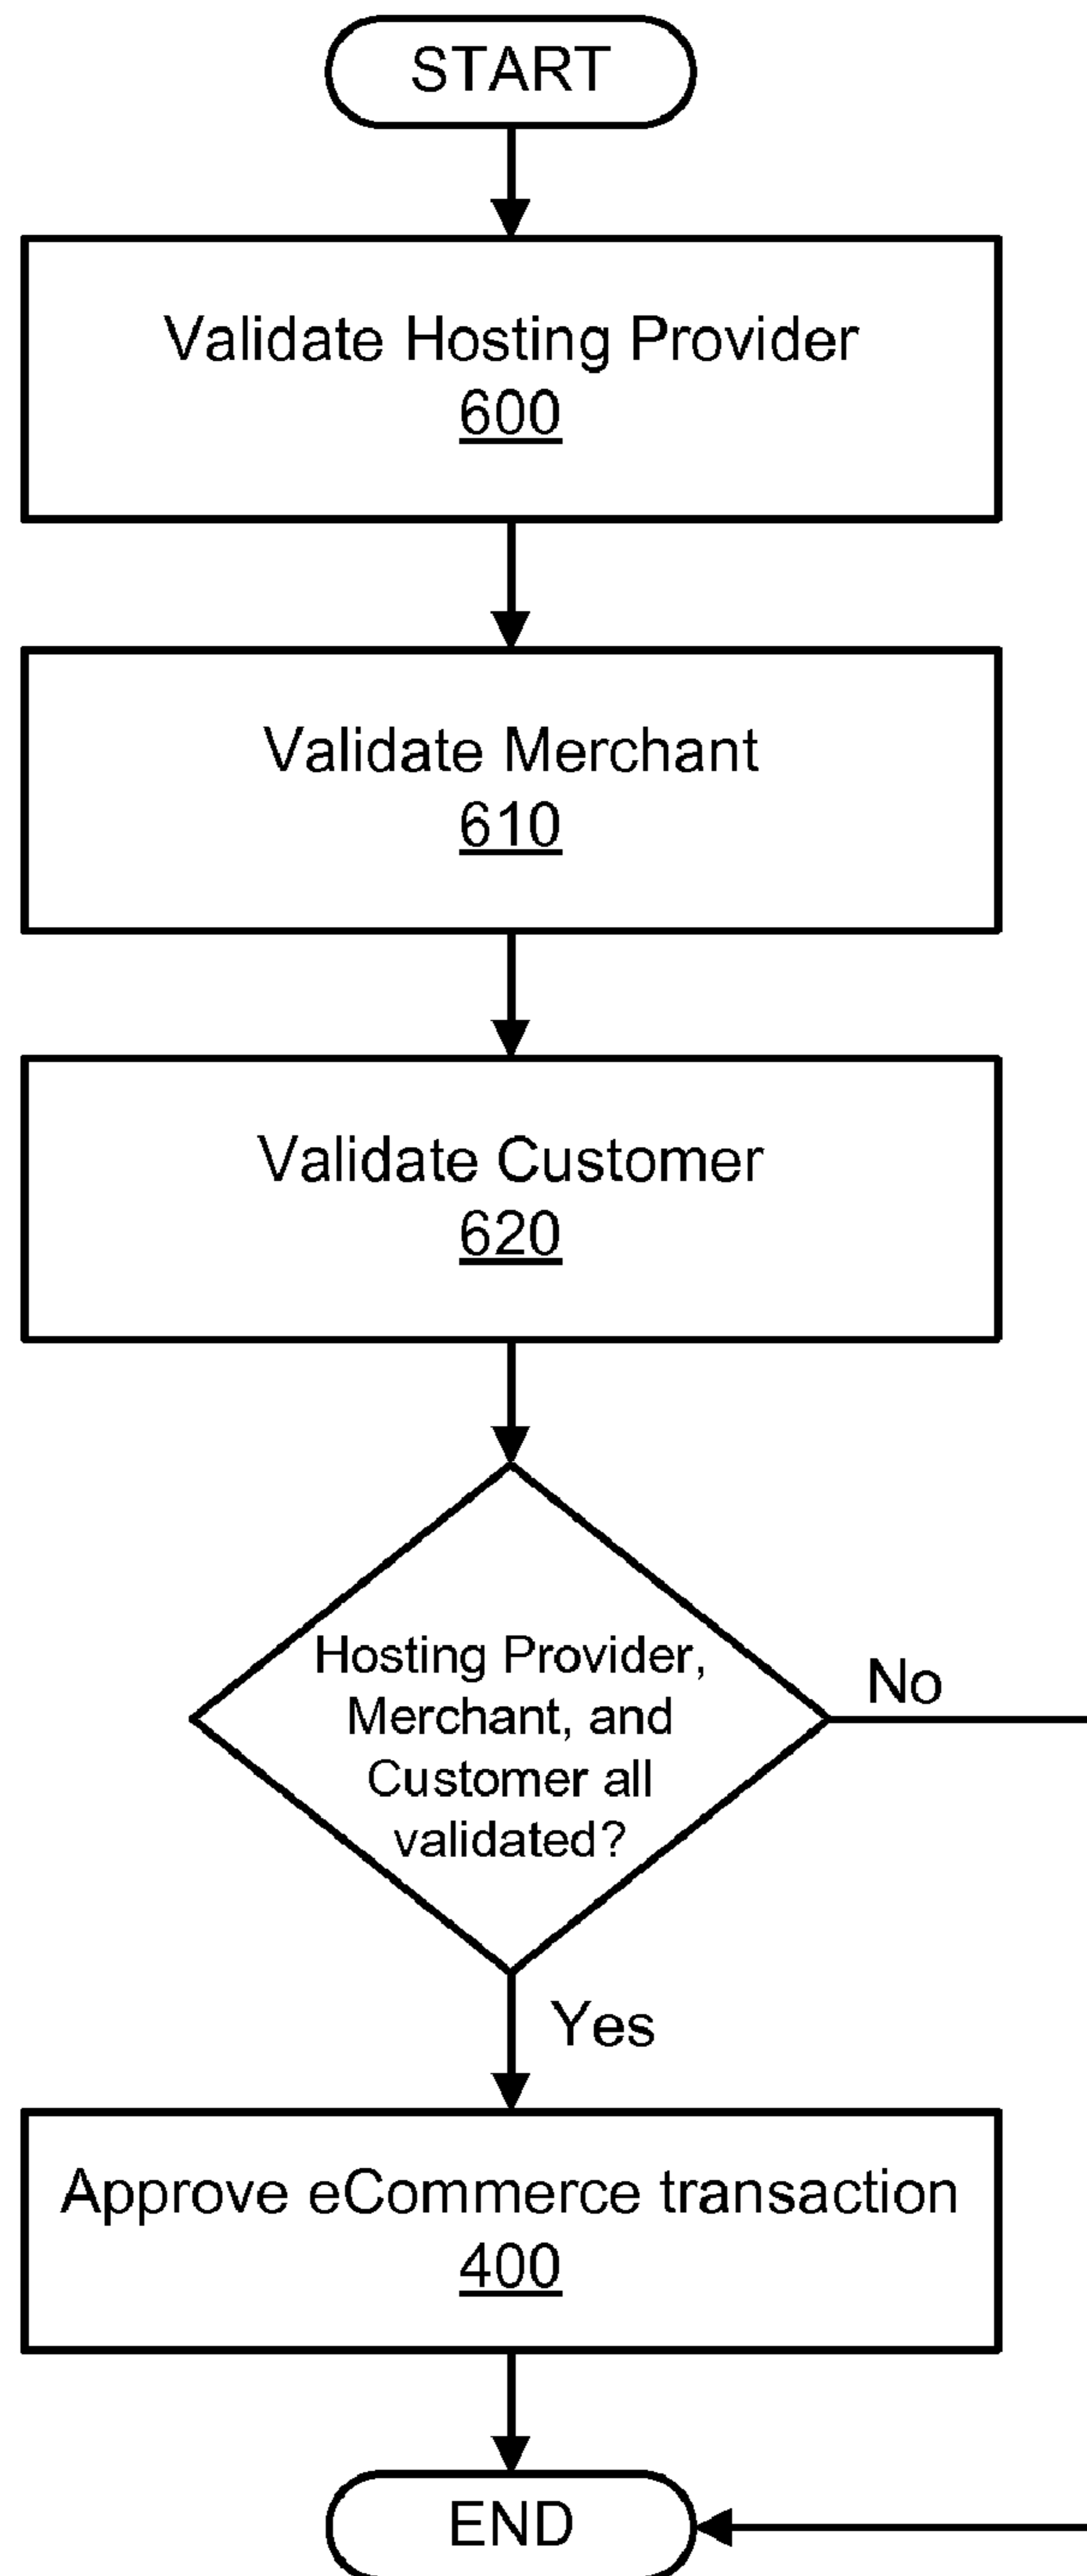 START
Validate Hosting Provider
600
Validate Merchant
610
Validate Customer
620
Hosting Provider,
Merchant, and
Customer all
validated?
No
Yes
Approve eCommerce transaction
400
END